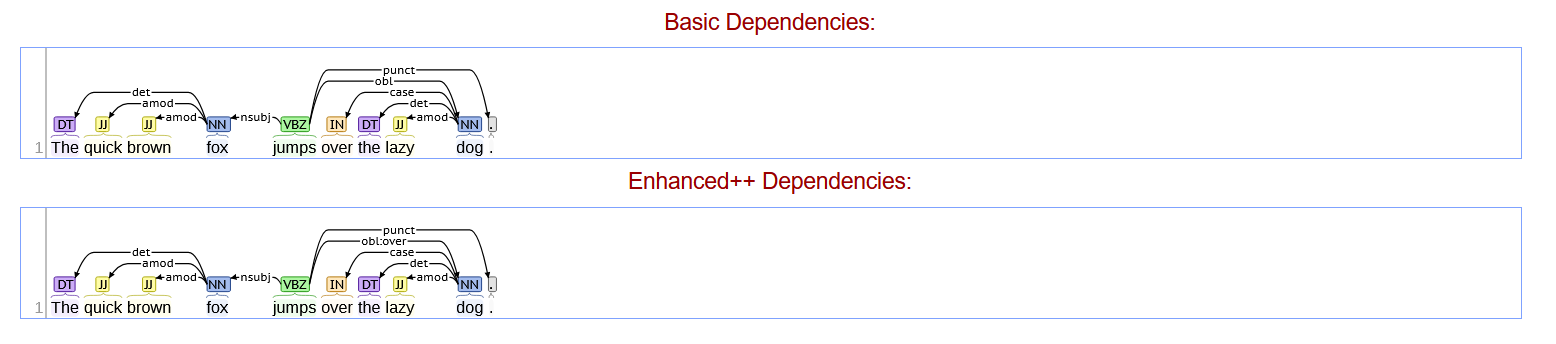 Basic Dependencies:
punct
obl
det case
amod det
DT JJ JJ amod NN nsubj VBZ IN DT JJ amod NN .
1 The quick brown fox jumps over the lazy dog .
Enhanced++ Dependencies:
punct
obl:over
det case
amod det
DT JJ JJ amod NN nsubj VBZ IN DT JJ amod NN .
1 The quick brown fox jumps over the lazy dog .